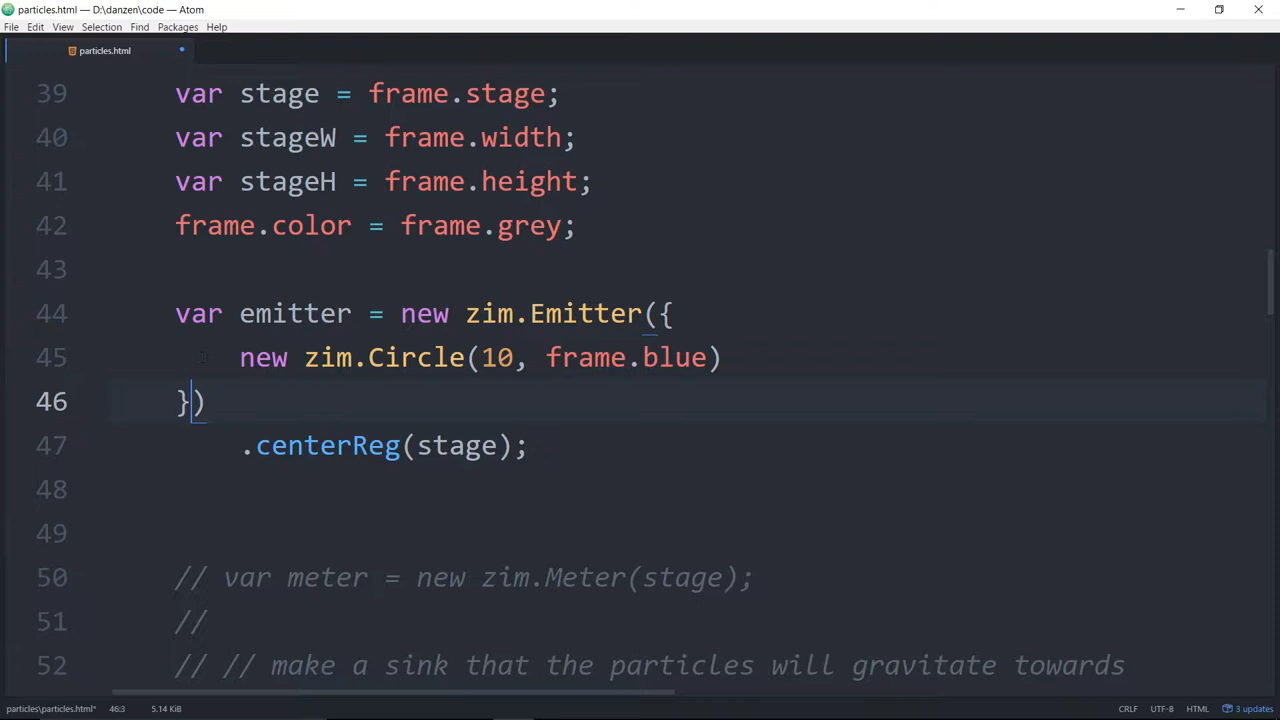 particles.html — D:\danzen\code — Atom
File Edit View Selection Find Packages Help
particles.html
39 var stage = frame.stage;
40 var stageW = frame.width;
41 var stageH = frame.height;
42 frame.color = frame.grey;
43
44 var emitter = new zim.Emitter({
45 new zim.Circle(10, frame.blue)
46 })
47 .centerReg(stage);
48
49
50 // var meter = new zim.Meter(stage);
51 //
52 // // make a sink that the particles will gravitate towards
particles\particles.html* 46:3 5.14 KiB CRLF UTF-8 HTML 3 updates